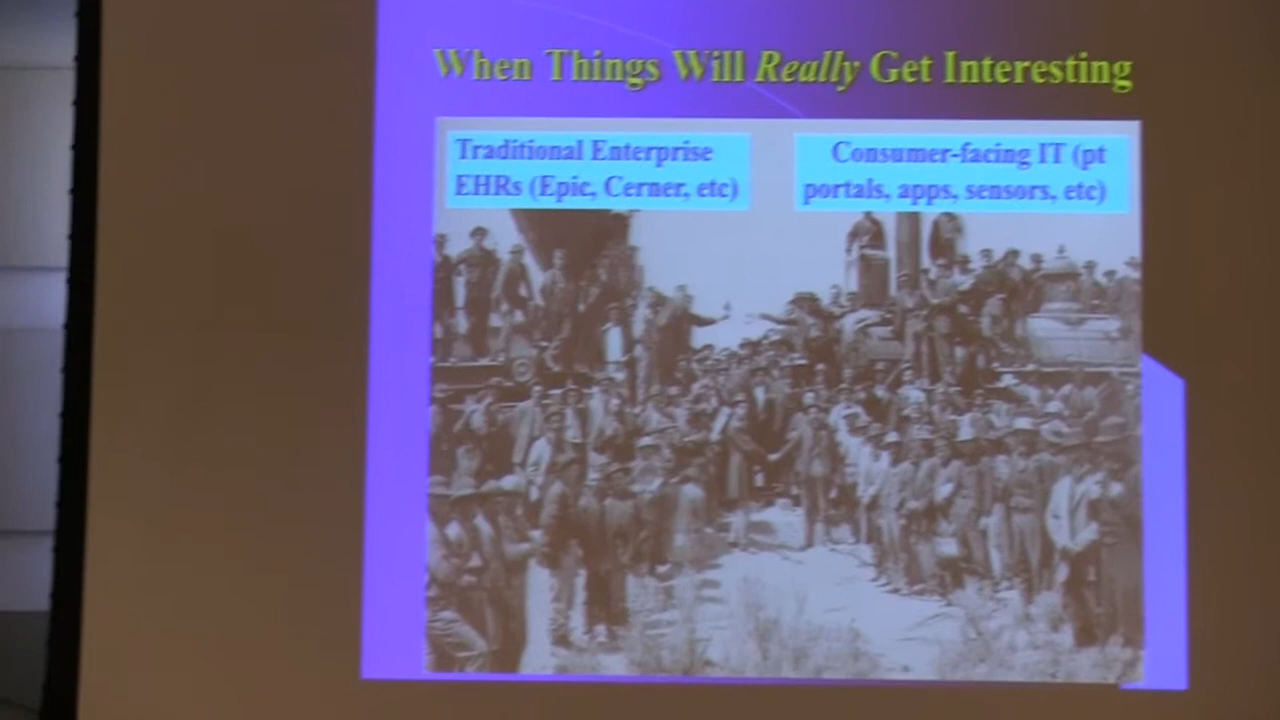 When Things Will Really Get Interesting
Traditional Enterprise
EHRs (Epic, Cerner, etc)
Consumer-facing IT (pt
portals, apps, sensors, etc)